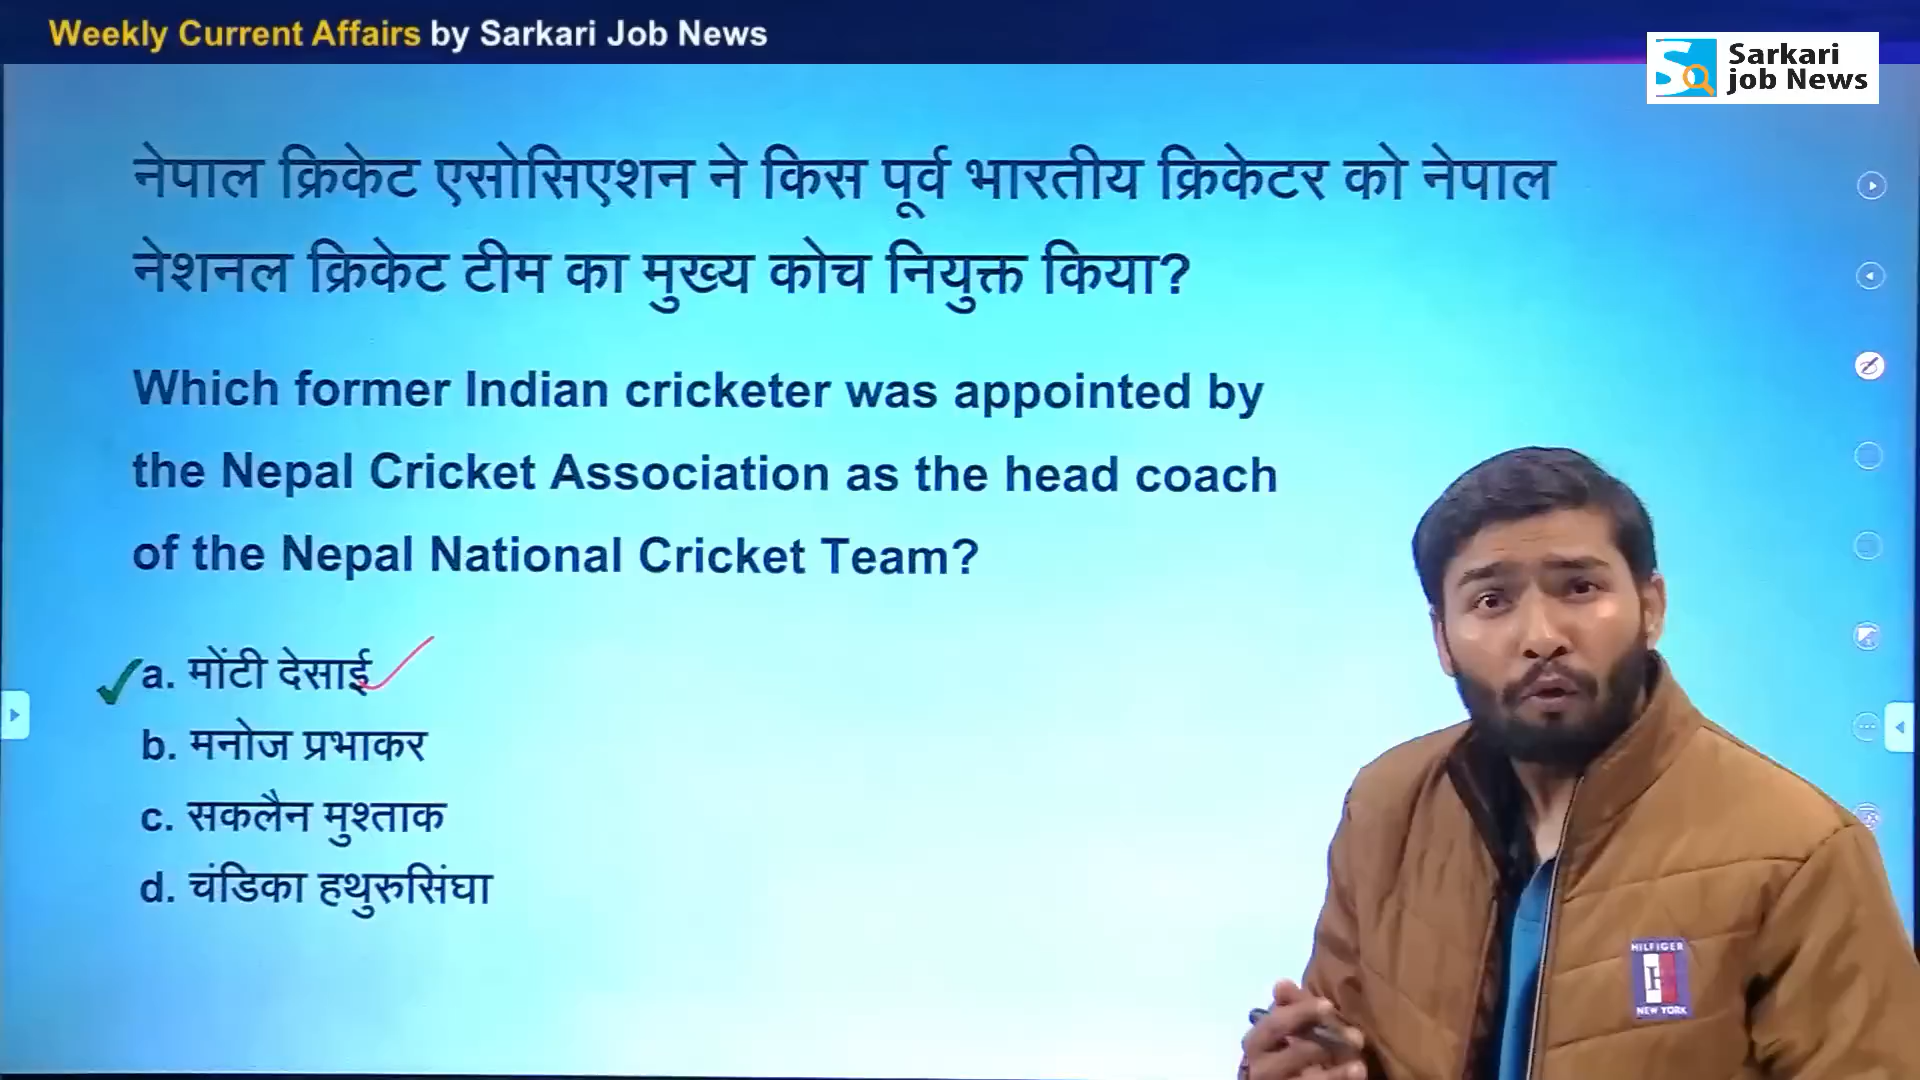 Weekly Current Affairs by Sarkari Job News
Sarkari
job News
नेपाल क्रिकेट एसोसिएशन ने किस पूर्व भारतीय क्रिकेटर को नेपाल
नेशनल क्रिकेट टीम का मुख्य कोच नियुक्त किया?
Which former Indian cricketer was appointed by
the Nepal Cricket Association as the head coach
of the Nepal National Cricket Team?
a. मोंटी देसाई
b. मनोज प्रभाकर
c. सकलैन मुश्ताक
d. चंडिका हथुरुसिंघा
HILFIGER
H
NEW YORK